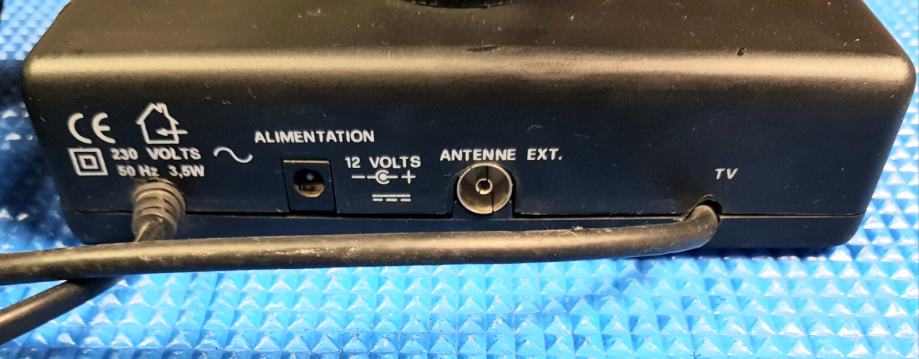 CE
230 VOLTS
50 Hz 3,5W
ALIMENTATION
12 VOLTS
ANTENNE EXT.
TV